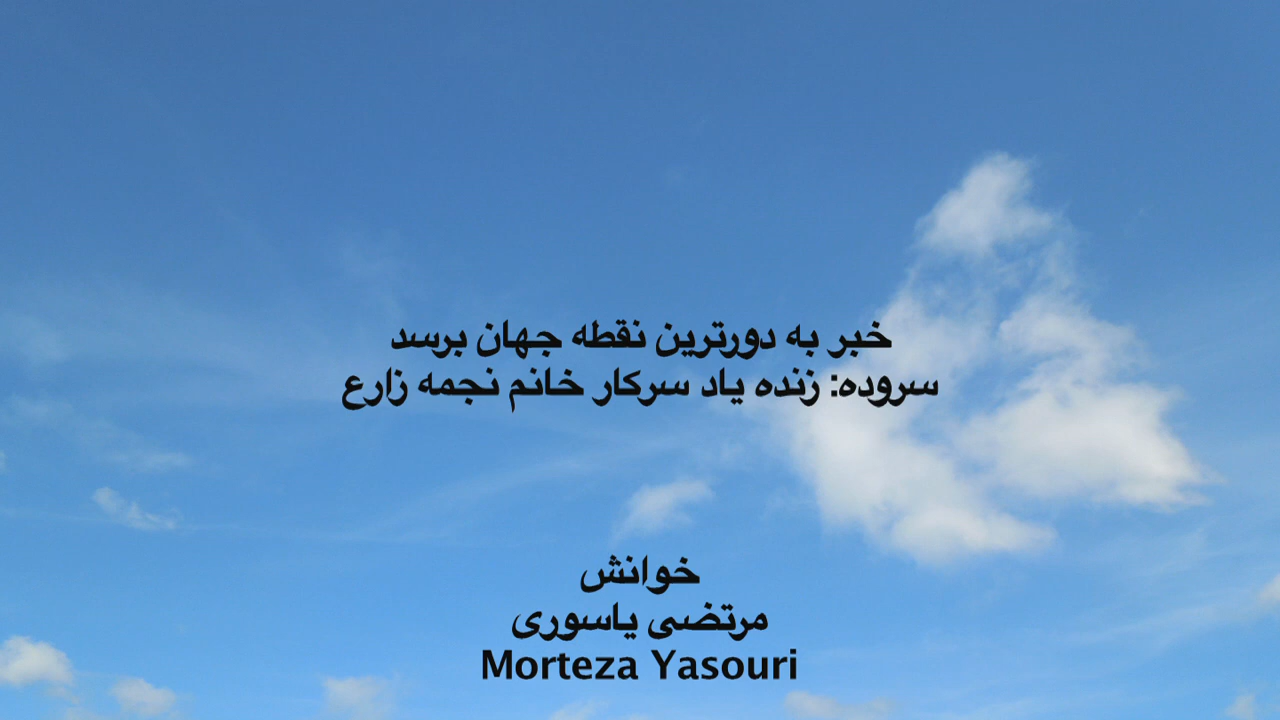 خبر به دورترین نقطه جهان برسد
سروده: زنده یاد سرکار خانم نجمه زارع
خوانش
مرتضی یاسوری
Morteza Yasouri